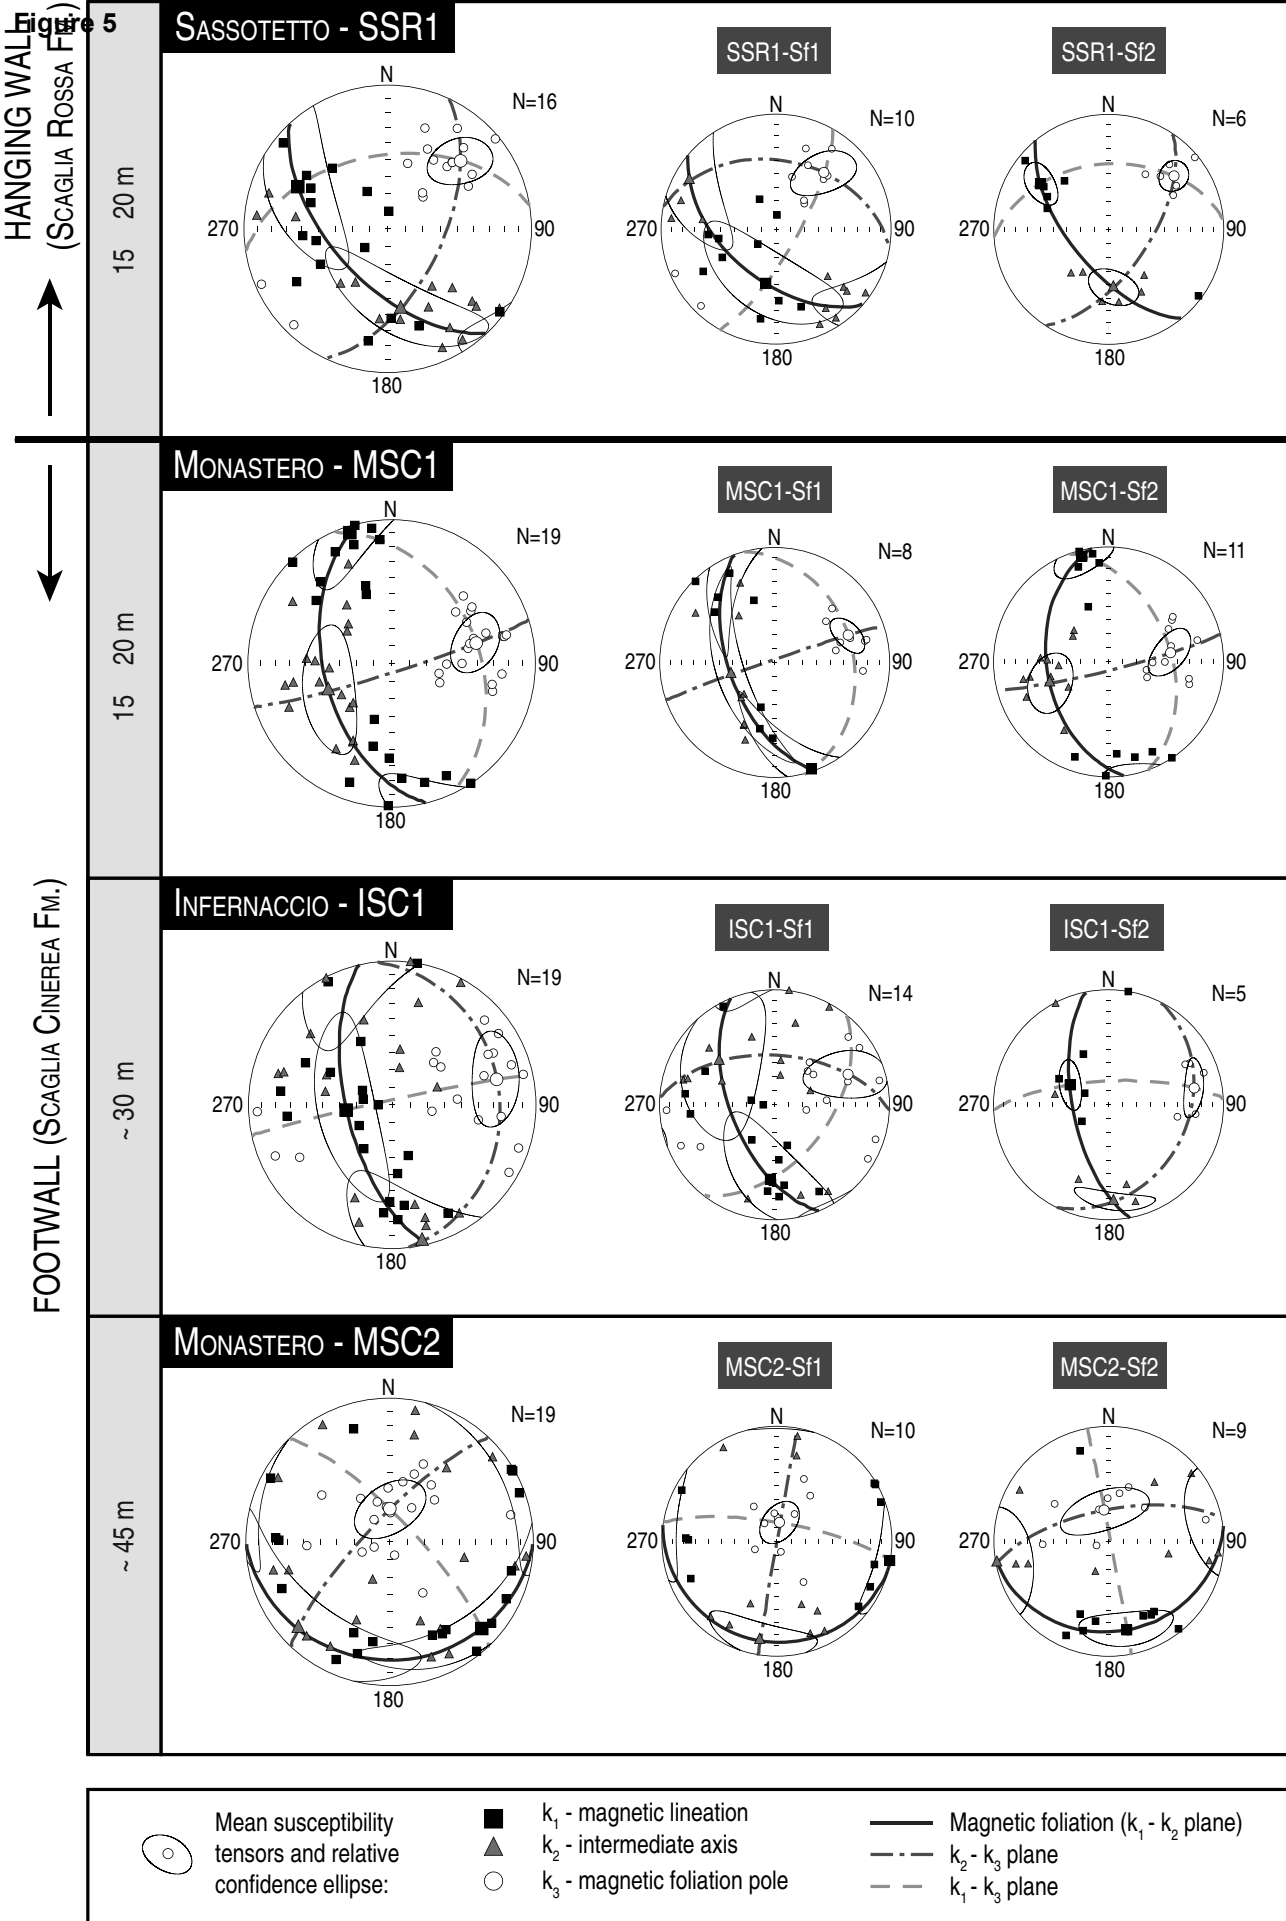 Figure 5
HANGING WALL
(SCAGLIA ROSSA FM.)
FOOTWALL (SCAGLIA CINEREA FM.)
15 20 m
SASSOTETTO - SSR1
N
N=16
270
90
180
SSR1-Sf1
N
N=10
270
90
180
SSR1-Sf2
N
N=6
270
90
180
15 20 m
MONASTERO - MSC1
N
N=19
270
90
180
MSC1-Sf1
N
N=8
270
90
180
MSC1-Sf2
N
N=11
270
90
180
~ 30 m
INFERNACCIO - ISC1
N
N=19
270
90
180
ISC1-Sf1
N
N=14
270
90
180
ISC1-Sf2
N
N=5
270
90
180
~ 45 m
MONASTERO - MSC2
N
N=19
270
90
180
MSC2-Sf1
N
N=10
270
90
180
MSC2-Sf2
N
N=9
270
90
180
Mean susceptibility
tensors and relative
confidence ellipse:
k1 - magnetic lineation
k2 - intermediate axis
k3 - magnetic foliation pole
Magnetic foliation (k1 - k2 plane)
k2 - k3 plane
k1 - k3 plane